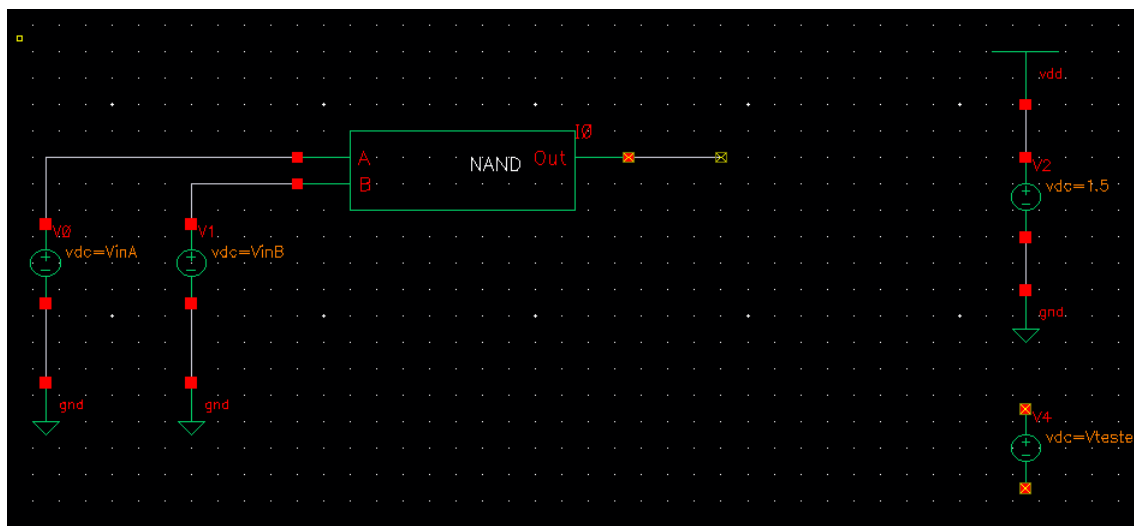 vdd
I0
A
NAND
Out
B
V2
vdc=1.5
V0
vdc=VinA
V1
vdc=VinB
gnd
gnd
gnd
V4
vdc=Vteste